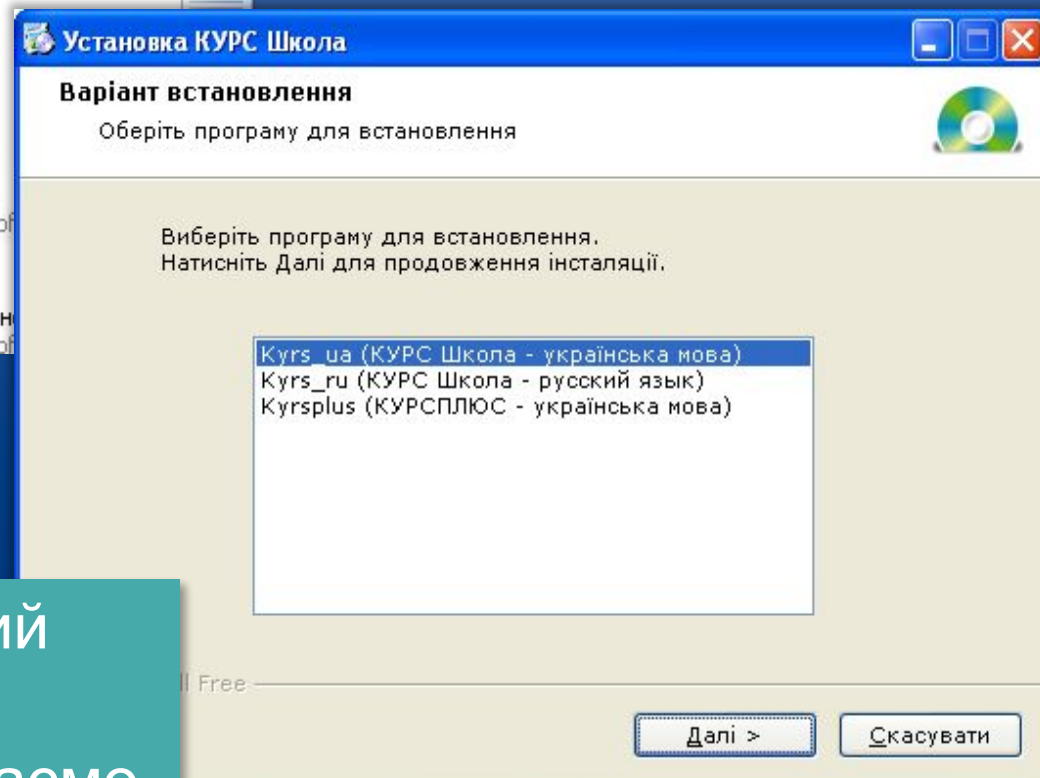 Установка КУРС Школа
Варіант встановлення
Оберіть програму для встановлення
Виберіть програму для встановлення.
Натисніть Далі для продовження інсталяції.
Kyrs_ua (КУРС Школа - українська мова)
Kyrs_ru (КУРС Школа - русский язык)
Kyrsplus (КУРСПЛЮС - українська мова)
Free
Далі >
Скасувати